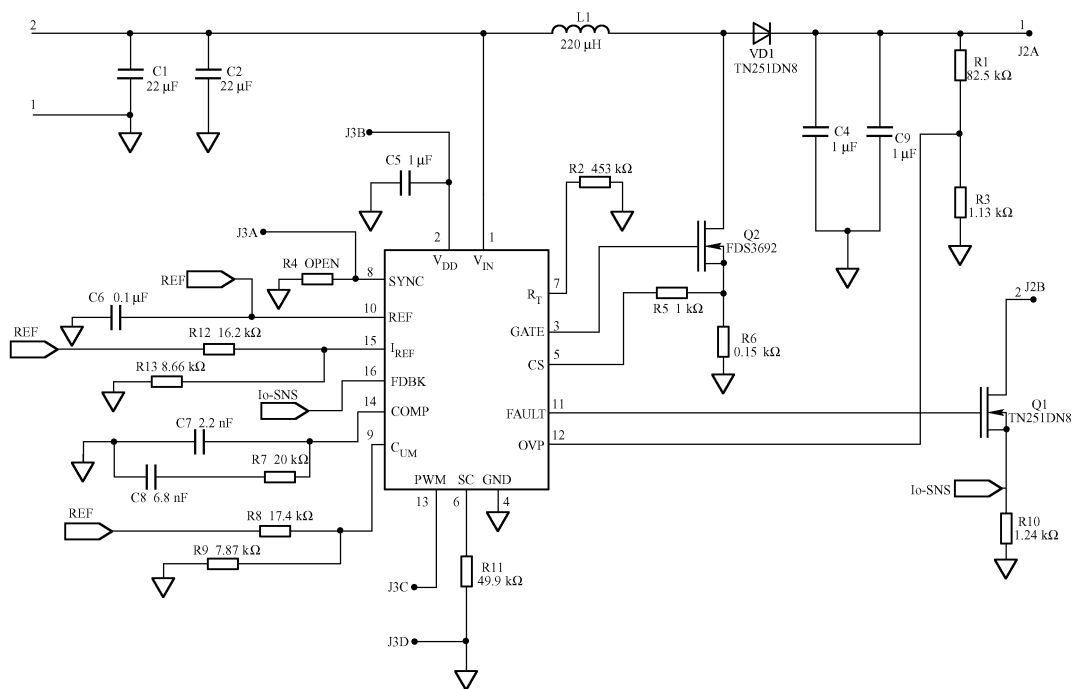 2
L1
220 μH
1
J2A
VD1
TN251DN8
C1
22 μF
C2
22 μF
R1
82.5 kΩ
1
J3B
C4
1 μF
C9
1 μF
C5 1 μF
R2 453 kΩ
R3
1.13 kΩ
J3A
Q2
FDS3692
2
1
VDD
VIN
R4 OPEN
8
SYNC
7
RT
REF
C6 0.1 μF
10
REF
R5 1 kΩ
2
J2B
REF
R12 16.2 kΩ
15
IREF
GATE
3
R6
0.15 kΩ
R13 8.66 kΩ
16
FDBK
CS
5
Io-SNS
14
COMP
FAULT
11
Q1
TN251DN8
C7 2.2 nF
9
CUM
OVP
12
R7 20 kΩ
C8 6.8 nF
PWM
SC
GND
13
6
4
Io-SNS
REF
R8 17.4 kΩ
R10
1.24 kΩ
R9 7.87 kΩ
R11
49.9 kΩ
J3C
J3D